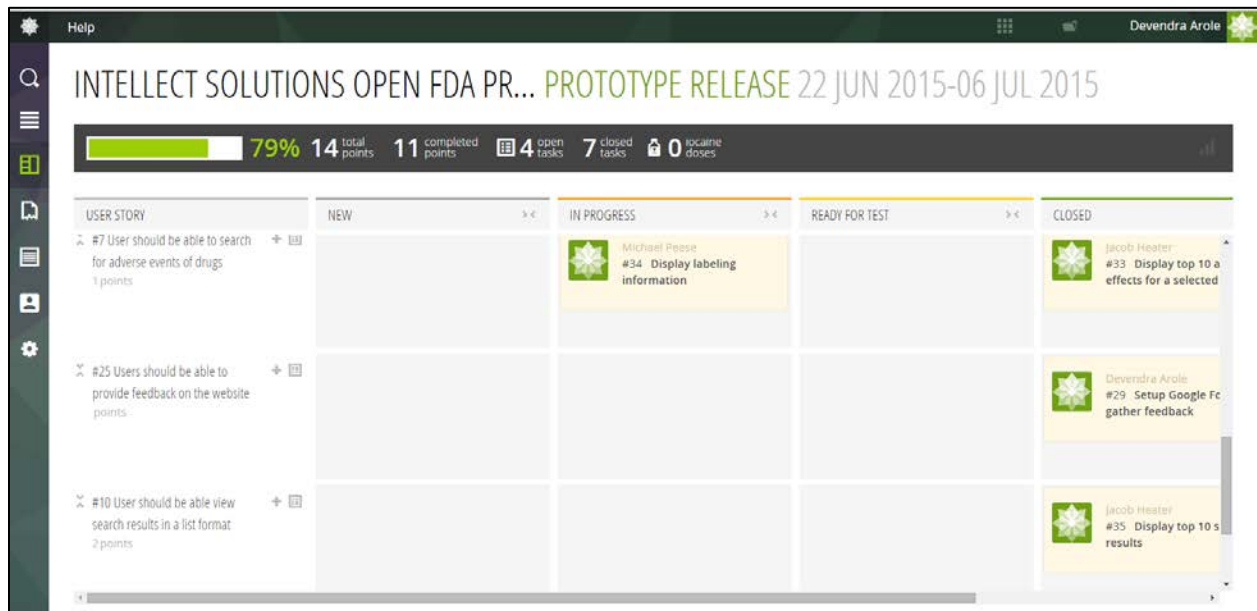 Help
Devendra Arole
INTELLECT SOLUTIONS OPEN FDA PR... PROTOTYPE RELEASE 22 JUN 2015-06 JUL 2015
79% 14 total points 11 completed points 4 open tasks 7 closed tasks 0 iocaine doses
USER STORY NEW IN PROGRESS READY FOR TEST CLOSED
#7 User should be able to search
for adverse events of drugs
1 points
Michael Peese
#34 Display labeling
information
Jacob Heater
#33 Display top 10 a
effects for a selected
#25 Users should be able to
provide feedback on the website
points
Devendra Arole
#29 Setup Google Fo
gather feedback
#10 User should be able view
search results in a list format
2 points
Jacob Heater
#35 Display top 10 s
results